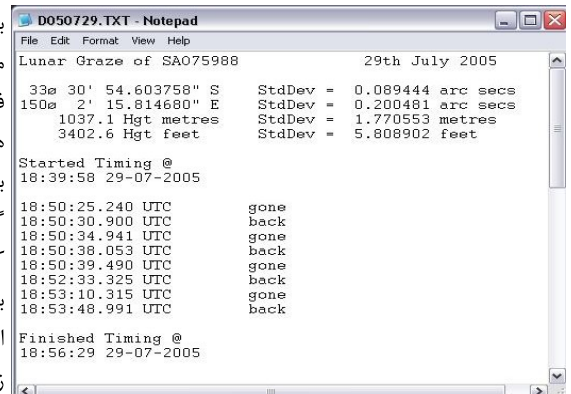 D050729.TXT - Notepad
File Edit Format View Help
Lunar Graze of SAO75988 29th July 2005
33ø 30' 54.603758" S StdDev = 0.089444 arc secs
150ø 2' 15.814680" E StdDev = 0.200481 arc secs
1037.1 Hgt metres StdDev = 1.770553 metres
3402.6 Hgt feet StdDev = 5.808902 feet
Started Timing @
18:39:58 29-07-2005
18:50:25.240 UTC gone
18:50:30.900 UTC back
18:50:34.941 UTC gone
18:50:38.053 UTC back
18:50:39.490 UTC gone
18:52:33.325 UTC back
18:53:10.315 UTC gone
18:53:48.991 UTC back
Finished Timing @
18:56:29 29-07-2005